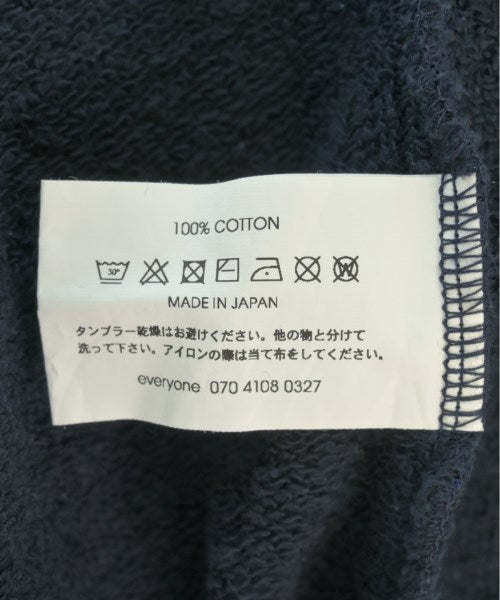 100% COTTON
30°
W
MADE IN JAPAN
タンブラー乾燥はお避けください。他の物と分けて
洗って下さい。アイロンの際は当て布をしてください。
everyone 070 4108 0327